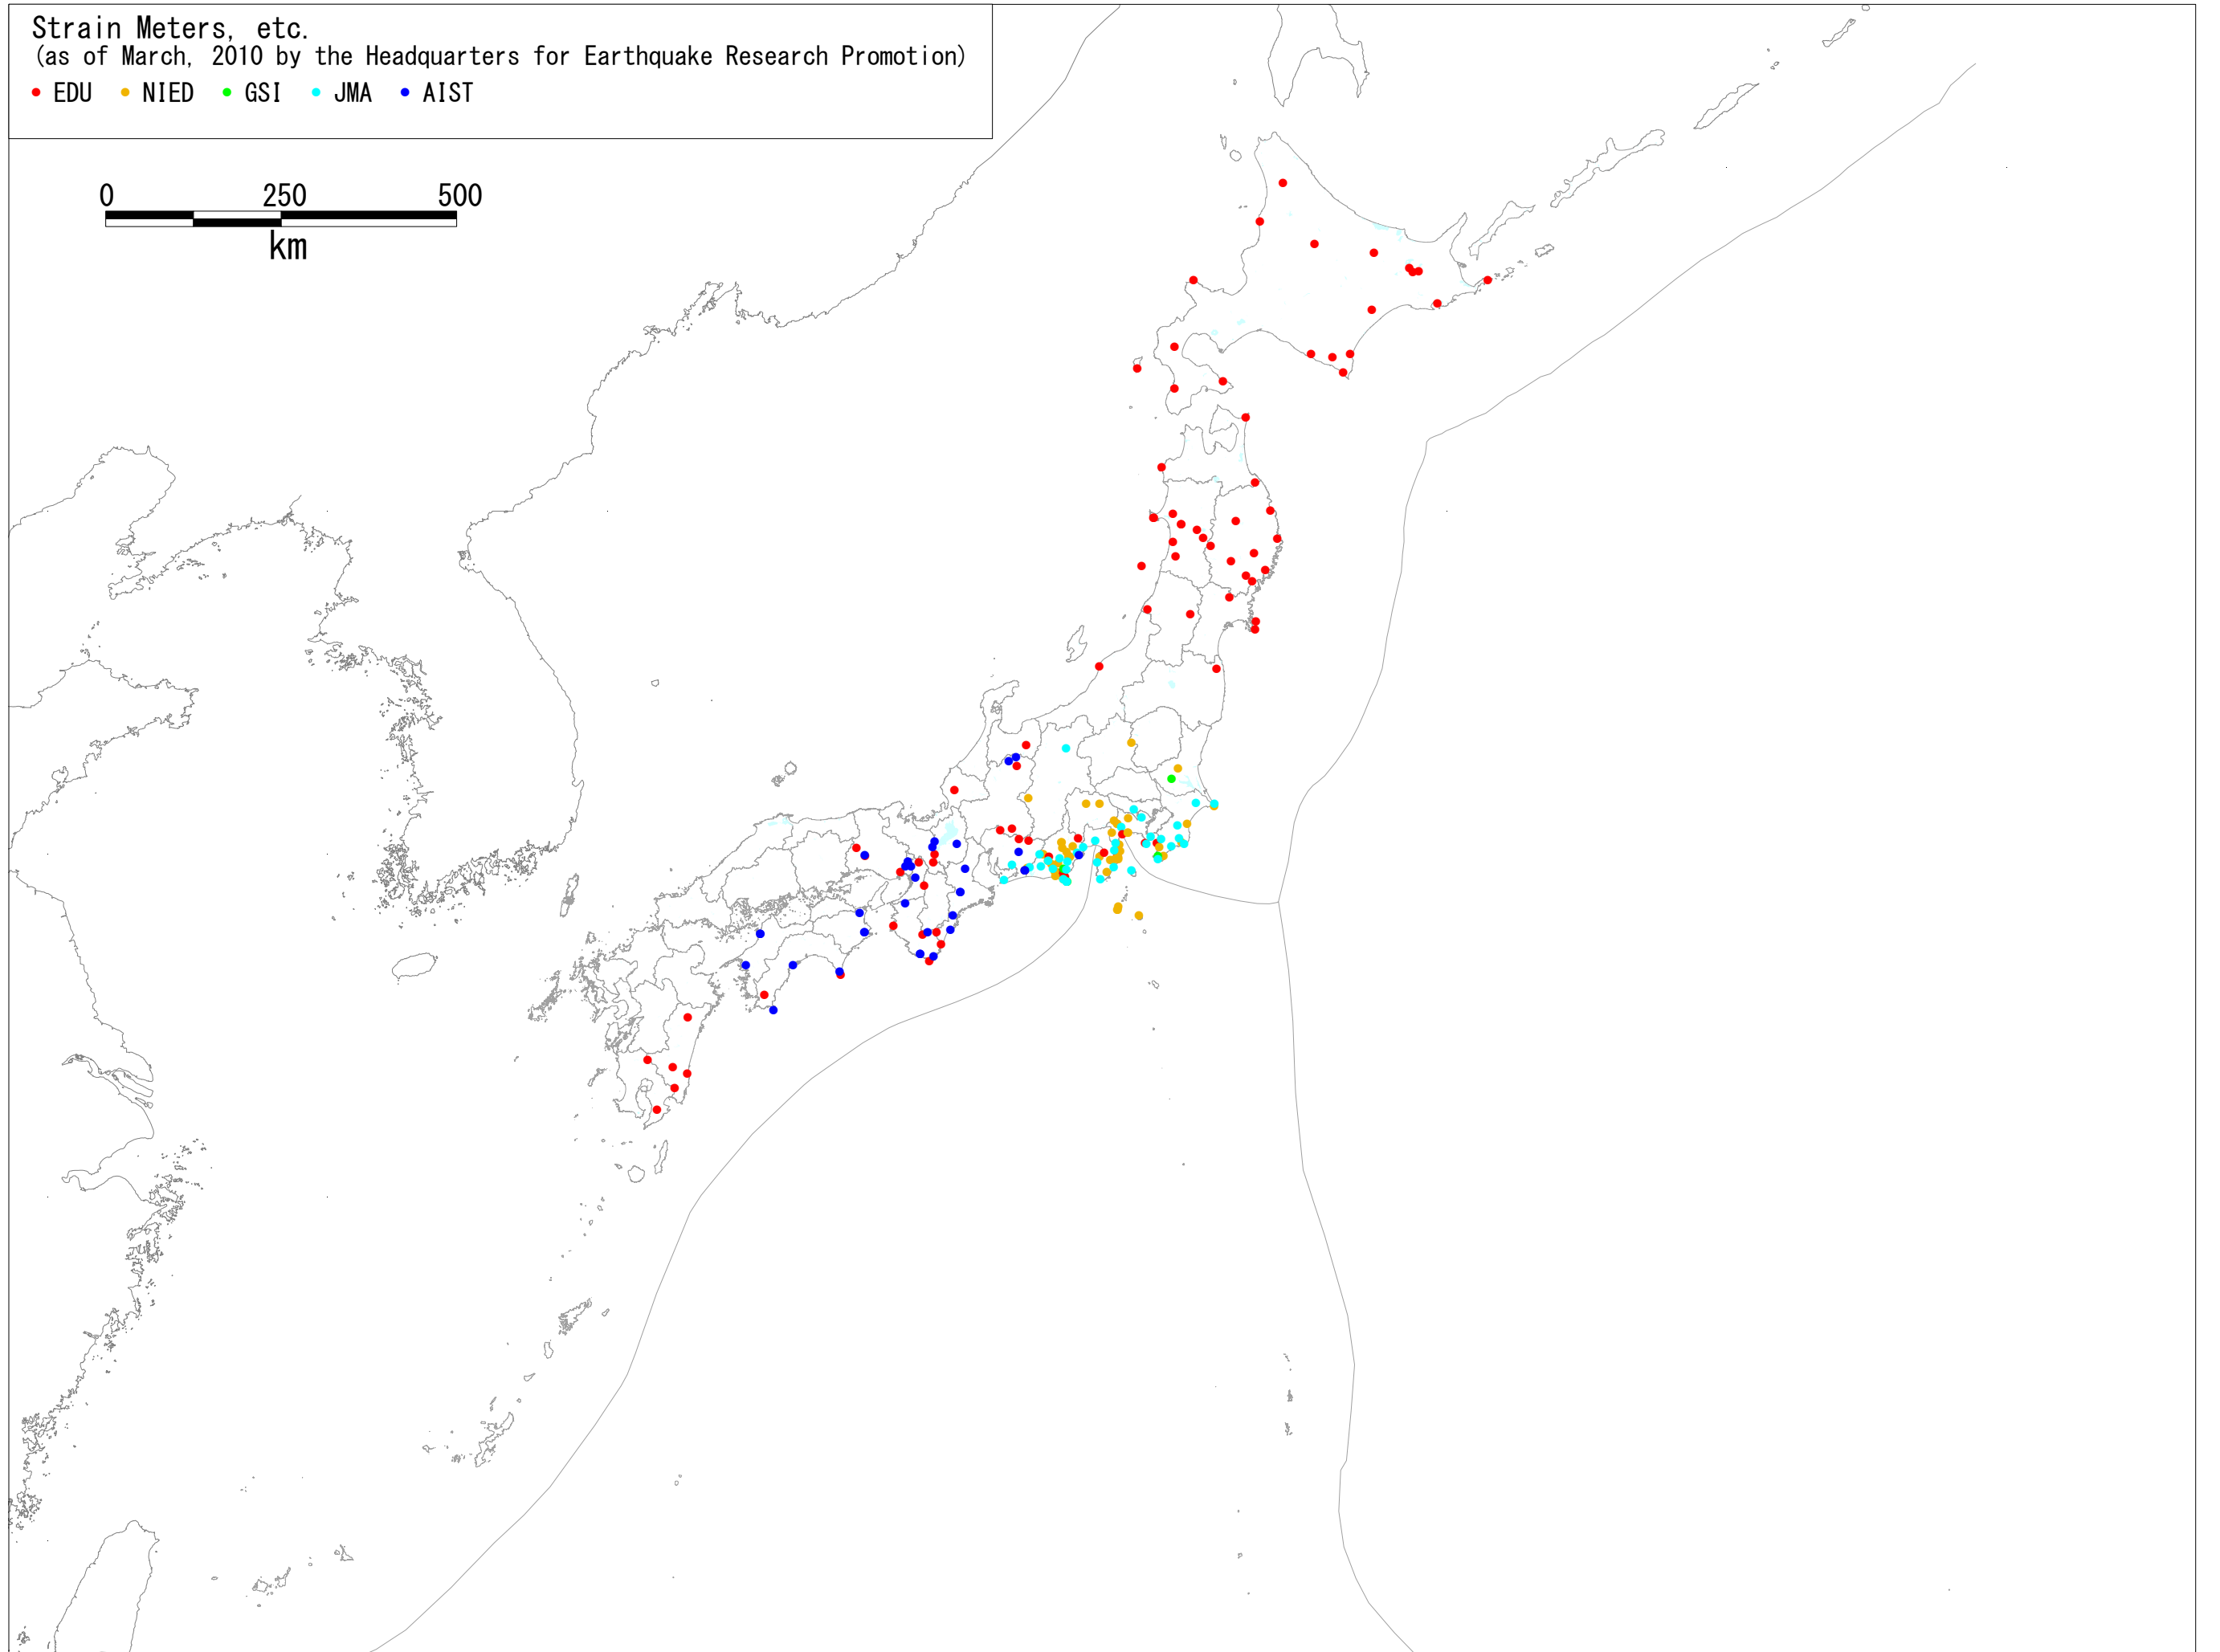 Strain Meters, etc.
(as of March, 2010 by the Headquarters for Earthquake Research Promotion)
EDU NIED GSI JMA AIST
0 250 500
km